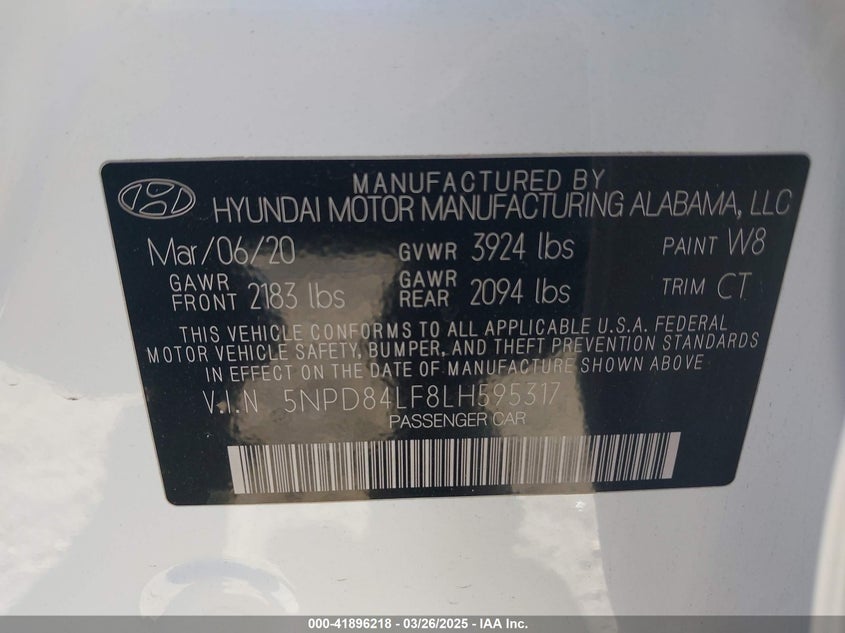 MANUFACTURED BY
HYUNDAI MOTOR MANUFACTURING ALABAMA, LLC
Mar/06/20 GVWR 3924 lbs PAINT W8
GAWR FRONT 2183 lbs GAWR REAR 2094 lbs TRIM CT
THIS VEHICLE CONFORMS TO ALL APPLICABLE U.S.A. FEDERAL
MOTOR VEHICLE SAFETY, BUMPER, AND THEFT PREVENTION STANDARDS
IN EFFECT ON THE DATE OF MANUFACTURE SHOWN ABOVE
V.I.N 5NPD84LF8LH595317
PASSENGER CAR
000-41896218 - 03/26/2025 - IAA Inc.